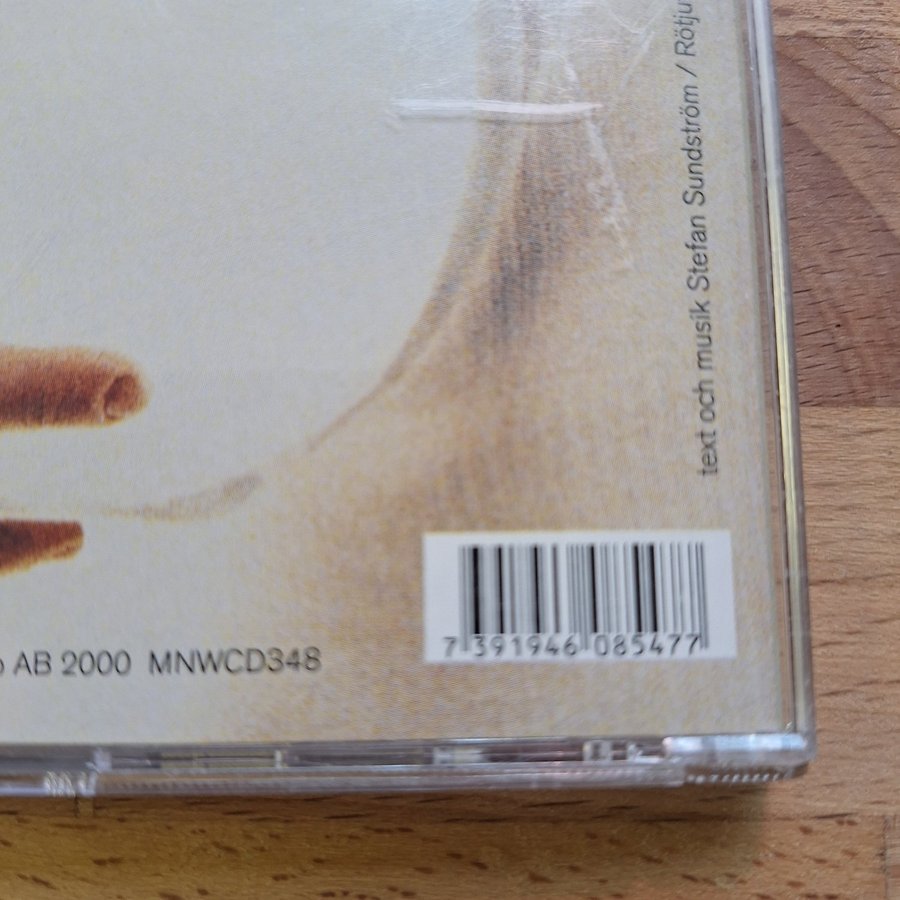 text och musik Stefan Sundström / Rötju
AB 2000 MNWCD348
7 391946 085477